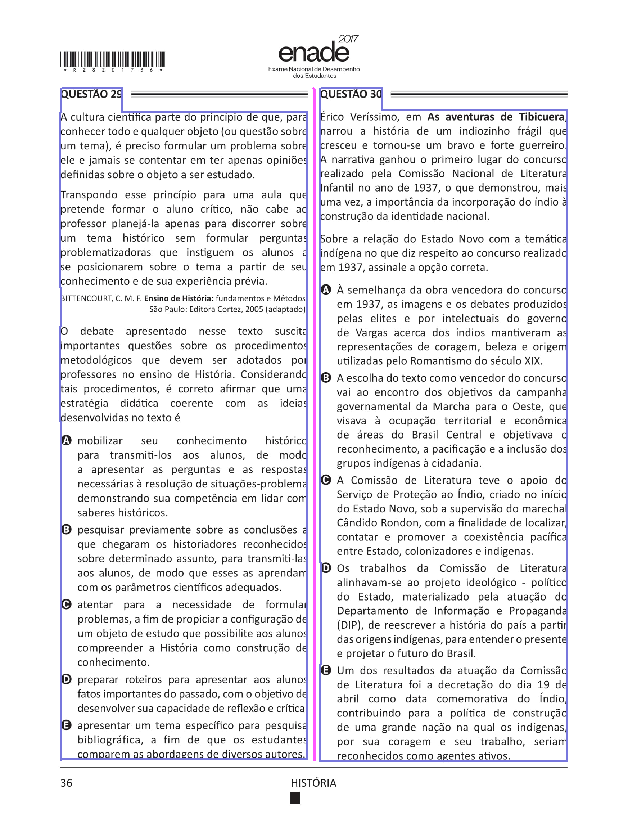 *R2820175 6*
2017
enade
Exame Nacional de Desempenho
dos Estudantes
QUESTÃO 29
A cultura científica parte do princípio de que, para
conhecer todo e qualquer objeto (ou questão sobre
um tema), é preciso formular um problema sobre
ele e jamais se contentar em ter apenas opiniões
definidas sobre o objeto a ser estudado.
Transpondo esse princípio para uma aula que
pretende formar o aluno crítico, não cabe ao
professor planejá-la apenas para discorrer sobre
um tema histórico sem formular perguntas
problematizadoras que instiguem os alunos a
se posicionarem sobre o tema a partir de seu
conhecimento e de sua experiência prévia.
BITTENCOURT, C. M. F. Ensino de História: fundamentos e Métodos.
São Paulo: Editora Cortez, 2005 (adaptado).
O debate apresentado nesse texto suscita
importantes questões sobre os procedimentos
metodológicos que devem ser adotados por
professores no ensino de História. Considerando
tais procedimentos, é correto afirmar que uma
estratégia didática coerente com as ideias
desenvolvidas no texto é
A mobilizar seu conhecimento histórico
para transmiti-los aos alunos, de modo
a apresentar as perguntas e as respostas
necessárias à resolução de situações-problema
demonstrando sua competência em lidar com
saberes históricos.
B pesquisar previamente sobre as conclusões a
que chegaram os historiadores reconhecidos
sobre determinado assunto, para transmiti-las
aos alunos, de modo que esses as aprendam
com os parâmetros científicos adequados.
C atentar para a necessidade de formular
problemas, a fim de propiciar a configuração de
um objeto de estudo que possibilite aos alunos
compreender a História como construção de
conhecimento.
D preparar roteiros para apresentar aos alunos
fatos importantes do passado, com o objetivo de
desenvolver sua capacidade de reflexão e crítica.
E apresentar um tema específico para pesquisa
bibliográfica, a fim de que os estudantes
comparem as abordagens de diversos autores.
QUESTÃO 30
Érico Veríssimo, em As aventuras de Tibicuera,
narrou a história de um indiozinho frágil que
cresceu e tornou-se um bravo e forte guerreiro.
A narrativa ganhou o primeiro lugar do concurso
realizado pela Comissão Nacional de Literatura
Infantil no ano de 1937, o que demonstrou, mais
uma vez, a importância da incorporação do índio à
construção da identidade nacional.
Sobre a relação do Estado Novo com a temática
indígena no que diz respeito ao concurso realizado
em 1937, assinale a opção correta.
A À semelhança da obra vencedora do concurso
em 1937, as imagens e os debates produzidos
pelas elites e por intelectuais do governo
de Vargas acerca dos índios mantiveram as
representações de coragem, beleza e origem
utilizadas pelo Romantismo do século XIX.
B A escolha do texto como vencedor do concurso
vai ao encontro dos objetivos da campanha
governamental da Marcha para o Oeste, que
visava à ocupação territorial e econômica
de áreas do Brasil Central e objetivava o
reconhecimento, a pacificação e a inclusão dos
grupos indígenas à cidadania.
C A Comissão de Literatura teve o apoio do
Serviço de Proteção ao Índio, criado no início
do Estado Novo, sob a supervisão do marechal
Cândido Rondon, com a finalidade de localizar,
contatar e promover a coexistência pacífica
entre Estado, colonizadores e indígenas.
D Os trabalhos da Comissão de Literatura
alinhavam-se ao projeto ideológico - político
do Estado, materializado pela atuação do
Departamento de Informação e Propaganda
(DIP), de reescrever a história do país a partir
das origens indígenas, para entender o presente
e projetar o futuro do Brasil.
E Um dos resultados da atuação da Comissão
de Literatura foi a decretação do dia 19 de
abril como data comemorativa do Índio,
contribuindo para a política de construção
de uma grande nação na qual os indígenas,
por sua coragem e seu trabalho, seriam
reconhecidos como agentes ativos.
36
HISTÓRIA